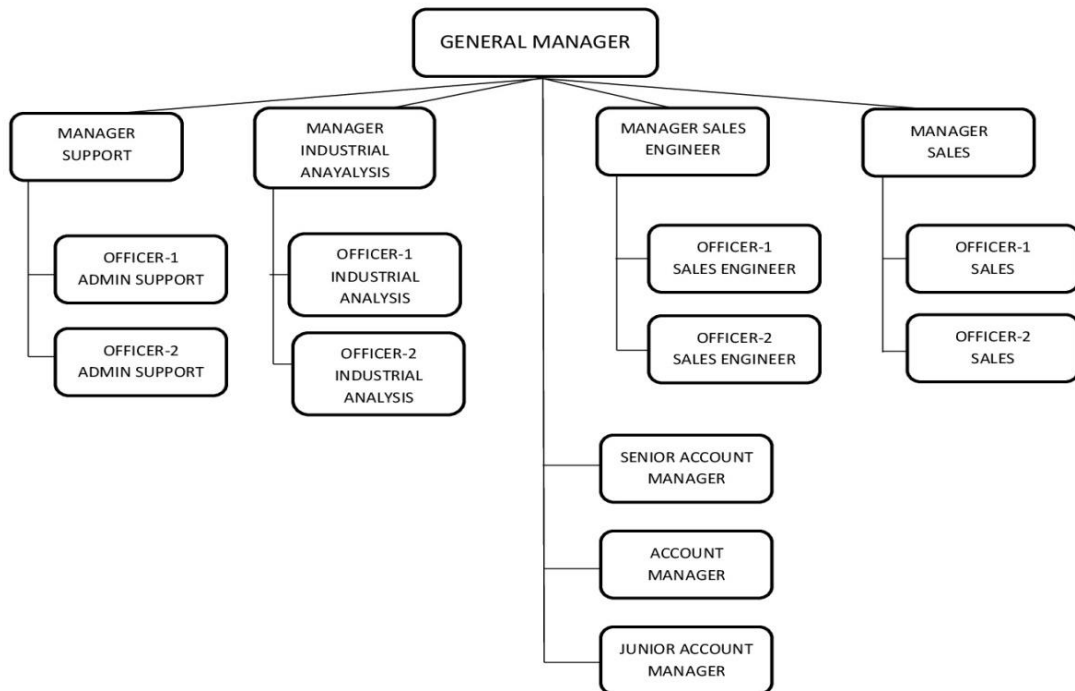 GENERAL MANAGER
MANAGER
SUPPORT
MANAGER
INDUSTRIAL
ANAYALYSIS
MANAGER SALES
ENGINEER
MANAGER
SALES
OFFICER-1
ADMIN SUPPORT
OFFICER-2
ADMIN SUPPORT
OFFICER-1
INDUSTRIAL
ANALYSIS
OFFICER-2
INDUSTRIAL
ANALYSIS
OFFICER-1
SALES ENGINEER
OFFICER-2
SALES ENGINEER
OFFICER-1
SALES
OFFICER-2
SALES
SENIOR ACCOUNT
MANAGER
ACCOUNT
MANAGER
JUNIOR ACCOUNT
MANAGER